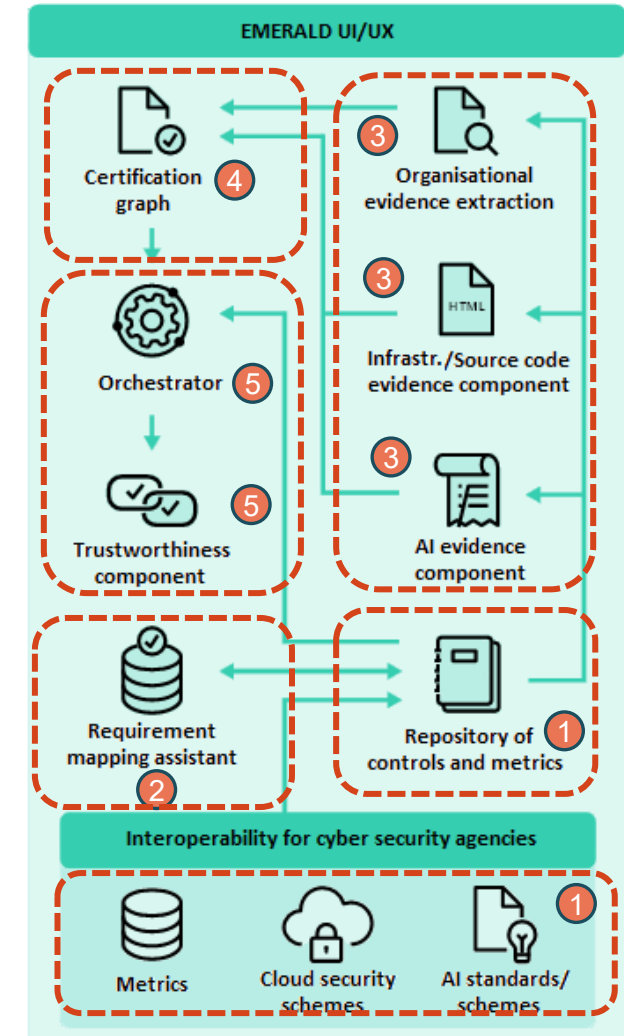 EMERALD UI/UX
Certification
graph
4
3
Organisational
evidence extraction
3
HTML
Infrastr./Source code
evidence component
Orchestrator
5
3
AI evidence
component
5
Trustworthiness
component
Requirement
mapping assistant
2
Repository of
controls and metrics
1
Interoperability for cyber security agencies
Metrics
Cloud security
schemes
AI standards/
schemes
1